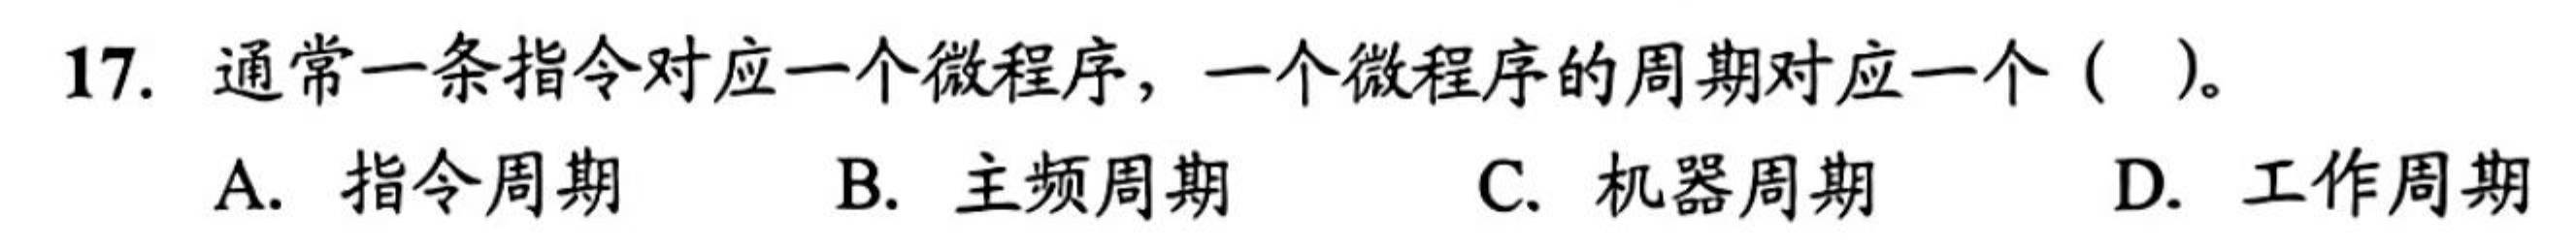 17. 通常一条指令对应一个微程序，一个微程序的周期对应一个（ ）。
A. 指令周期 B. 主频周期 C. 机器周期 D. 工作周期